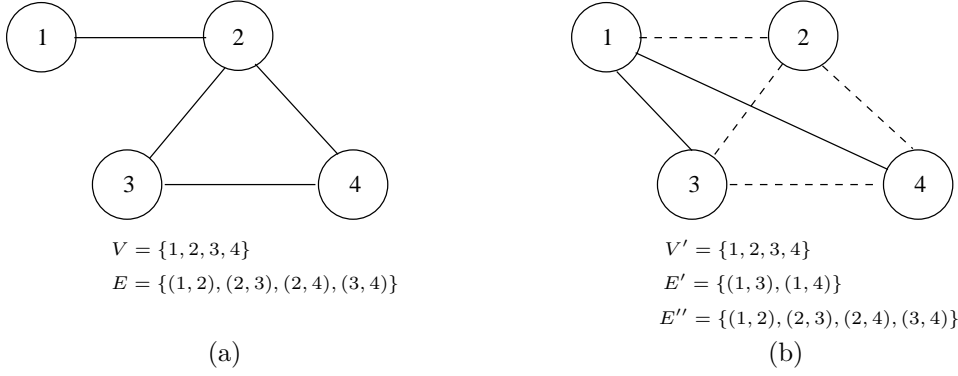 1
2
3
4
V = {1, 2, 3, 4}
E = {(1, 2), (2, 3), (2, 4), (3, 4)}
(a)
1
2
3
4
V′ = {1, 2, 3, 4}
E′ = {(1, 3), (1, 4)}
E′′ = {(1, 2), (2, 3), (2, 4), (3, 4)}
(b)